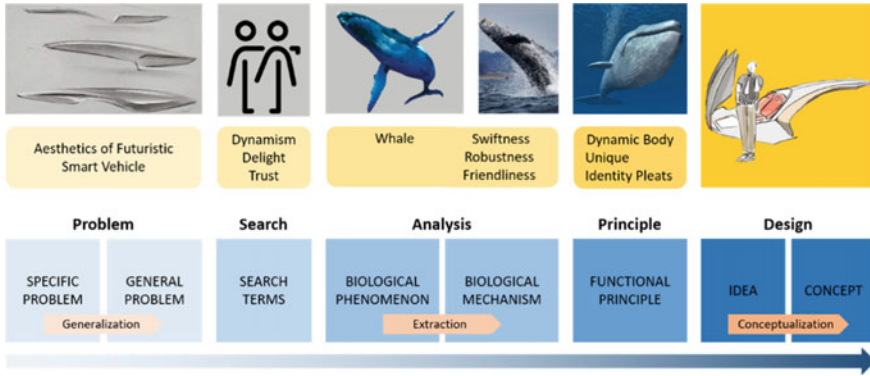 Aesthetics of Futuristic
Smart Vehicle
Dynamism
Delight
Trust
Whale
Swiftness
Robustness
Friendliness
Dynamic Body
Unique
Identity Pleats
Problem
Search
Analysis
Principle
Design
SPECIFIC
PROBLEM
GENERAL
PROBLEM
Generalization
SEARCH
TERMS
BIOLOGICAL
PHENOMENON
BIOLOGICAL
MECHANISM
Extraction
FUNCTIONAL
PRINCIPLE
IDEA
CONCEPT
Conceptualization